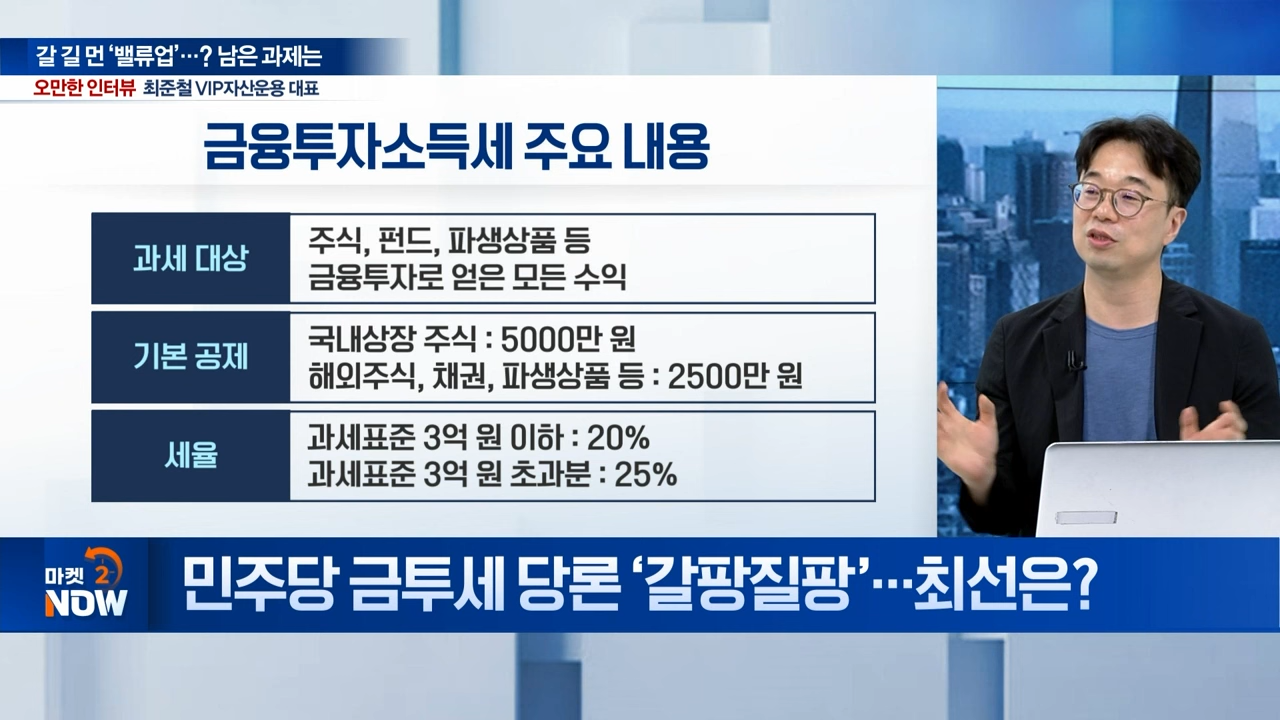 갈 길 먼 ‘밸류업’…? 남은 과제는
오만한 인터뷰 최준철 VIP자산운용 대표
금융투자소득세 주요 내용
과세 대상
주식, 펀드, 파생상품 등
금융투자로 얻은 모든 수익
기본 공제
국내상장 주식 : 5000만 원
해외주식, 채권, 파생상품 등 : 2500만 원
세율
과세표준 3억 원 이하 : 20%
과세표준 3억 원 초과분 : 25%
마켓 2
NOW
민주당 금투세 당론 ‘갈팡질팡’…최선은?